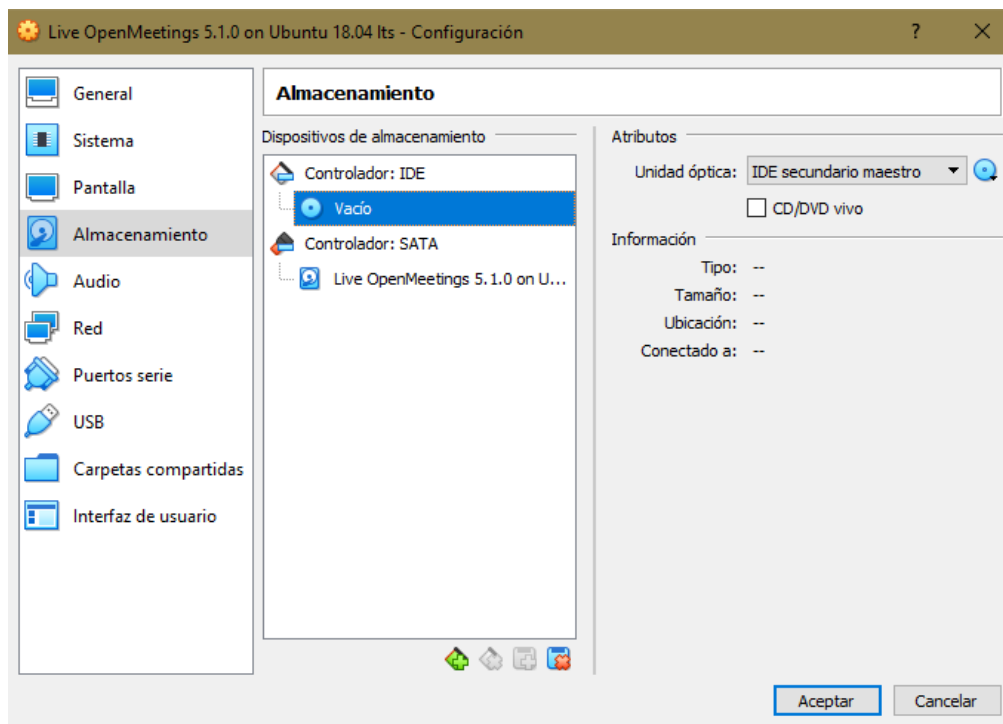 Live OpenMeetings 5.1.0 on Ubuntu 18.04 lts - Configuración
?
General
Sistema
Pantalla
Almacenamiento
Audio
Red
Puertos serie
USB
Carpetas compartidas
Interfaz de usuario
Almacenamiento
Dispositivos de almacenamiento
Controlador: IDE
Vacío
Controlador: SATA
Live OpenMeetings 5.1.0 on U...
Atributos
Unidad óptica: IDE secundario maestro
CD/DVD vivo
Información
Tipo: --
Tamaño: --
Ubicación: --
Conectado a: --
Aceptar
Cancelar